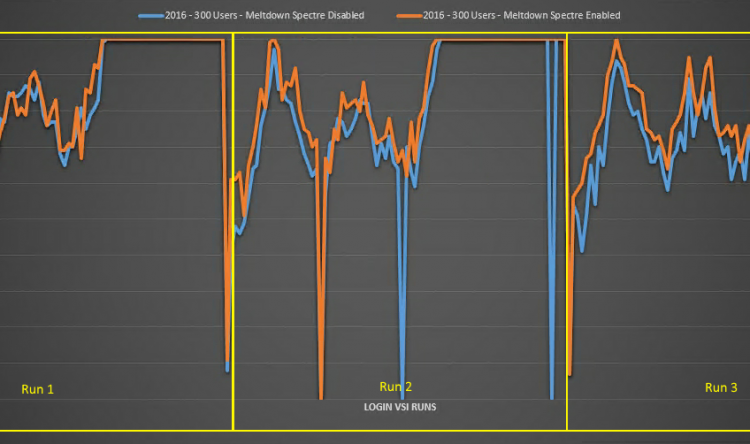 2016 - 300 Users - Meltdown Spectre Disabled
2016 - 300 Users - Meltdown Spectre Enabled
Run 1
Run 2
Run 3
LOGIN VSI RUNS